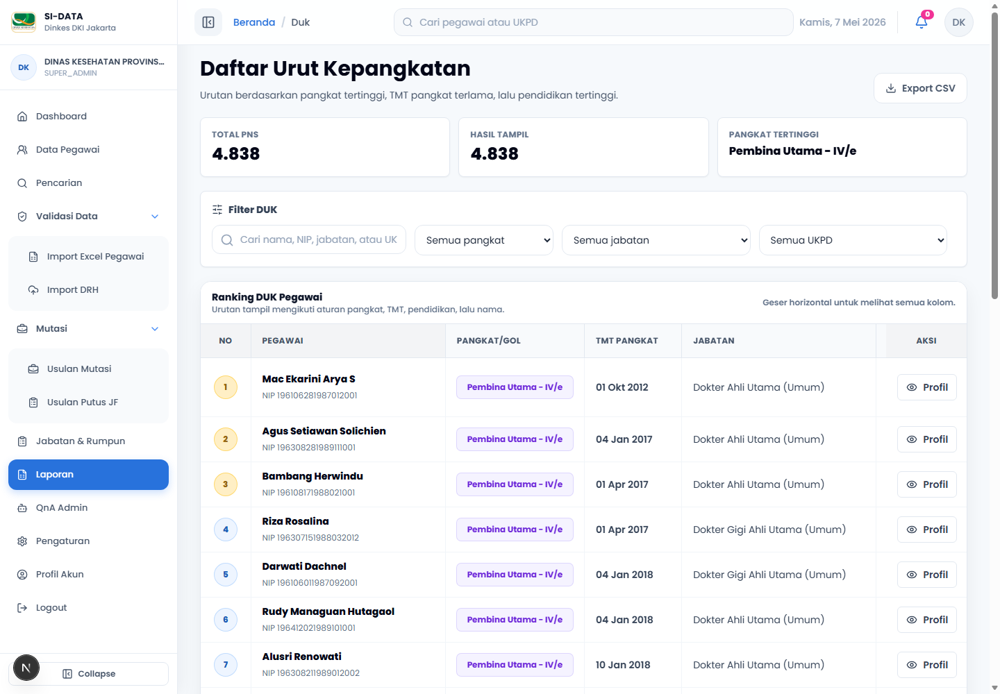 SI-DATA
Dinkes DKI Jakarta
DK
DINAS KESEHATAN PROVINS...
SUPER_ADMIN
Dashboard
Data Pegawai
Pencarian
Validasi Data
Import Excel Pegawai
Import DRH
Mutasi
Usulan Mutasi
Usulan Putus JF
Jabatan & Rumpun
Laporan
QnA Admin
Pengaturan
Profil Akun
Logout
N
Collapse
Beranda / Duk
Cari pegawai atau UKPD
Kamis, 7 Mei 2026
0
DK
Daftar Urut Kepangkatan
Urutan berdasarkan pangkat tertinggi, TMT pangkat terlama, lalu pendidikan tertinggi.
Export CSV
TOTAL PNS
4.838
HASIL TAMPIL
4.838
PANGKAT TERTINGGI
Pembina Utama - IV/e
Filter DUK
Cari nama, NIP, jabatan, atau UK
Semua pangkat
Semua jabatan
Semua UKPD
Ranking DUK Pegawai
Urutan tampil mengikuti aturan pangkat, TMT, pendidikan, lalu nama.
Geser horizontal untuk melihat semua kolom.
NO PEGAWAI PANGKAT/GOL TMT PANGKAT JABATAN AKSI
1 Mac Ekarini Arya S Pembina Utama - IV/e 01 Okt 2012 Dokter Ahli Utama (Umum) Profil
NIP 196106281987012001
2 Agus Setiawan Solichien Pembina Utama - IV/e 04 Jan 2017 Dokter Ahli Utama (Umum) Profil
NIP 196308281989111001
3 Bambang Herwindu Pembina Utama - IV/e 01 Apr 2017 Dokter Ahli Utama (Umum) Profil
NIP 196108171988021001
4 Riza Rosalina Pembina Utama - IV/e 01 Apr 2017 Dokter Gigi Ahli Utama (Umum) Profil
NIP 196307151988032012
5 Darwati Dachnel Pembina Utama - IV/e 04 Jan 2018 Dokter Gigi Ahli Utama (Umum) Profil
NIP 196106011987092001
6 Rudy Managuan Hutagaol Pembina Utama - IV/e 04 Jan 2018 Dokter Ahli Utama (Umum) Profil
NIP 196412021989101001
7 Alusri Renowati Pembina Utama - IV/e 10 Jan 2018 Dokter Ahli Utama (Umum) Profil
NIP 196308211989012002